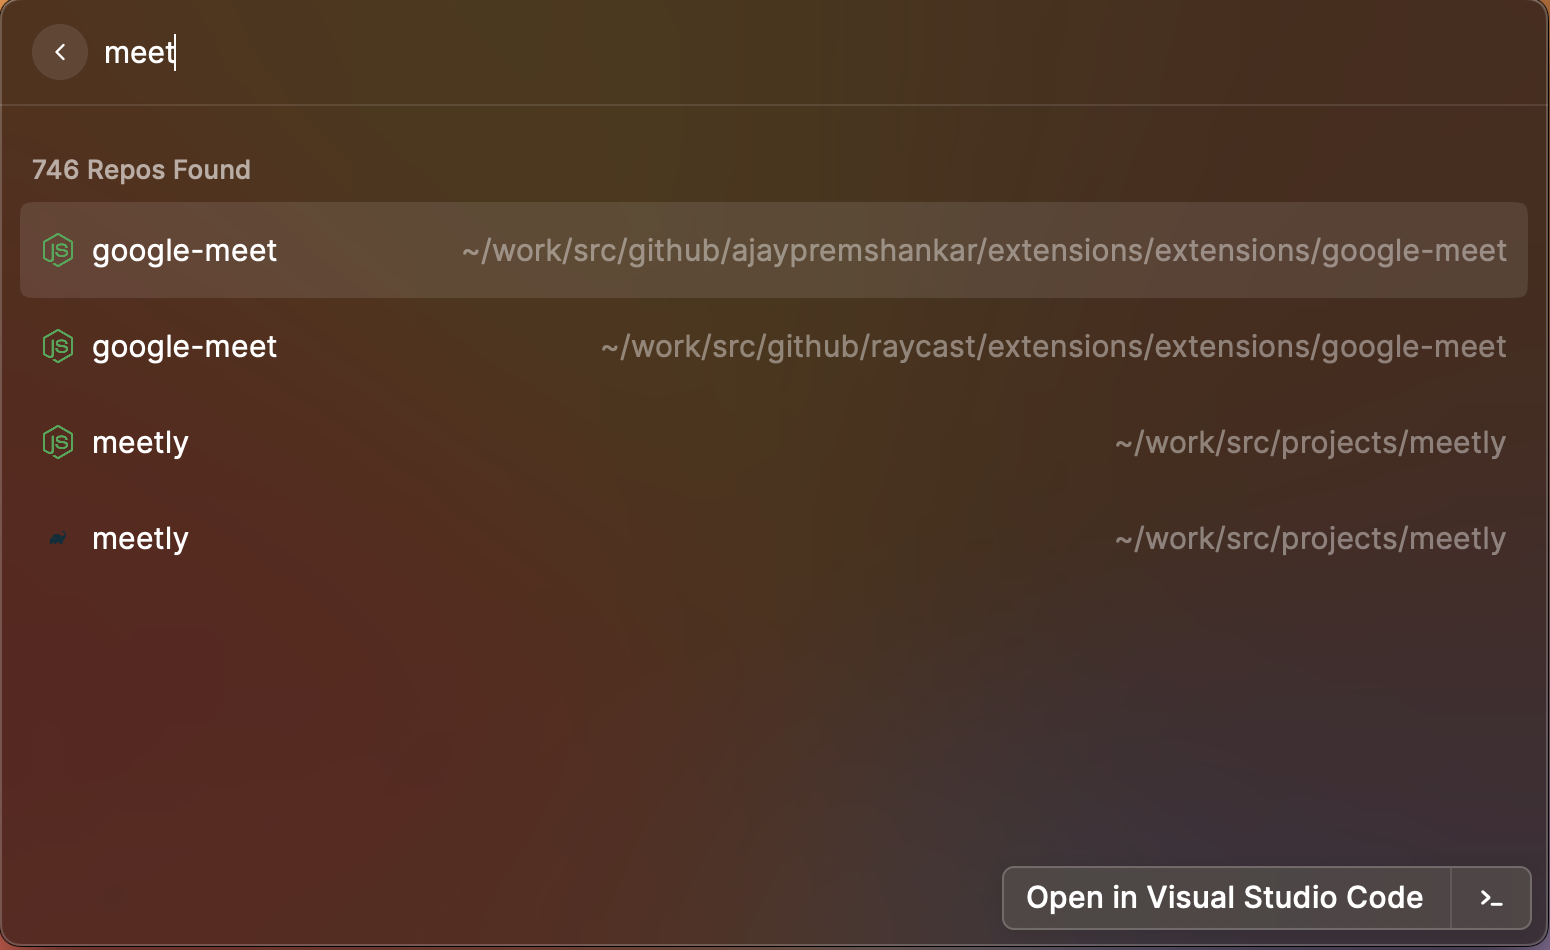 meet
746 Repos Found
google-meet ~/work/src/github/ajaypremshankar/extensions/extensions/google-meet
google-meet ~/work/src/github/raycast/extensions/extensions/google-meet
meetly ~/work/src/projects/meetly
meetly ~/work/src/projects/meetly
Open in Visual Studio Code